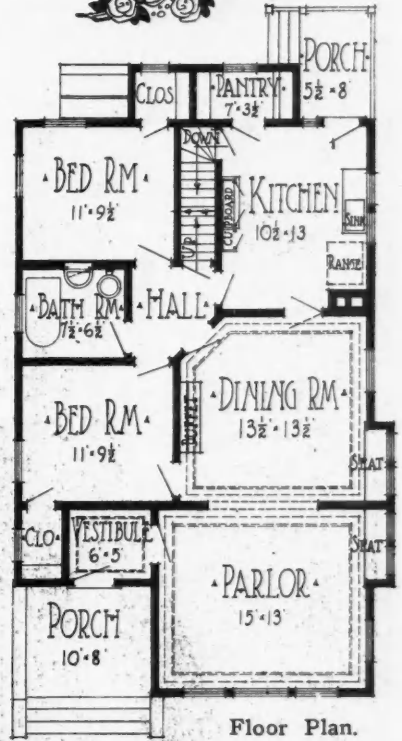 PORCH
5½×8
CLOS
PANTRY
7'×3½'
DOWN
BED RM
11'×9½'
UP
CUPBOARD
KITCHEN
10½×13
SINK
RANGE
BATH RM
7½×6½'
HALL
DINING RM
13½'×13½'
BUFFET
BED RM
11'×9½'
SEAT
CLO
VESTIBULE
6'×5'
SEAT
PARLOR
15'×13'
PORCH
10'×8'
Floor Plan.